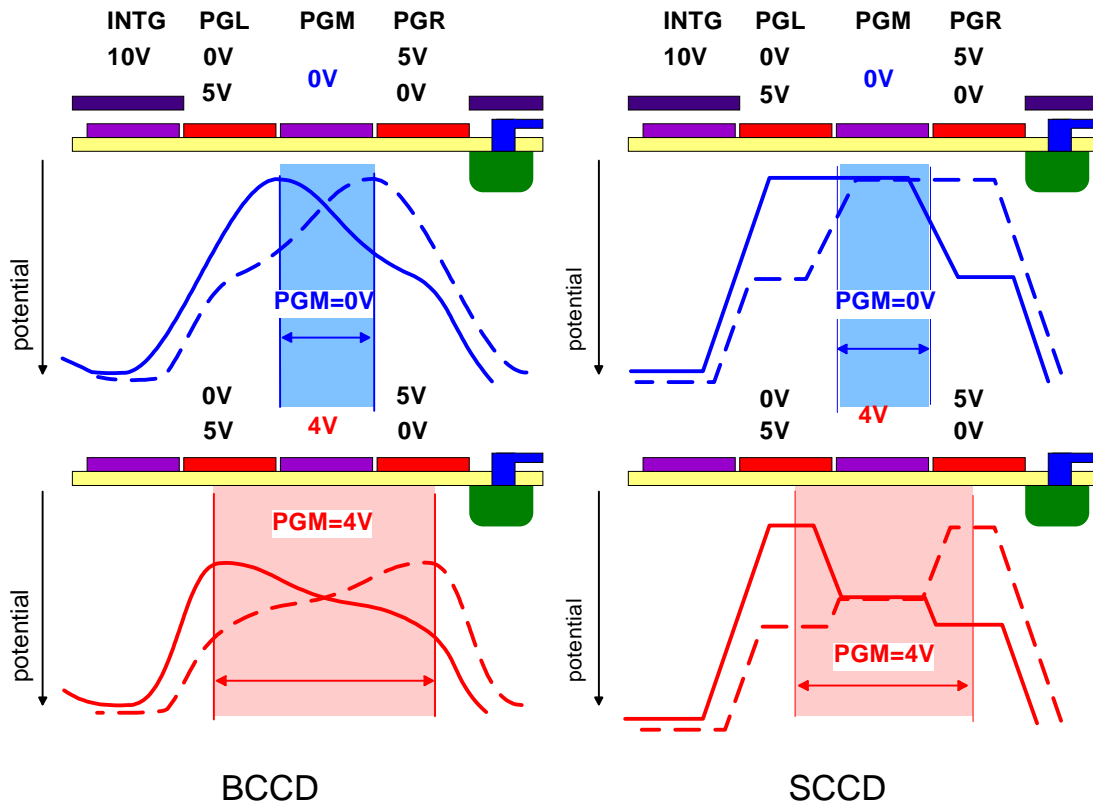 INTG PGL PGM PGR
10V 0V 0V 5V
5V 0V
potential
PGM=0V
0V 4V 5V
5V 0V
potential
PGM=4V
BCCD
INTG PGL PGM PGR
10V 0V 0V 5V
5V 0V
potential
PGM=0V
0V 4V 5V
5V 0V
potential
PGM=4V
SCCD